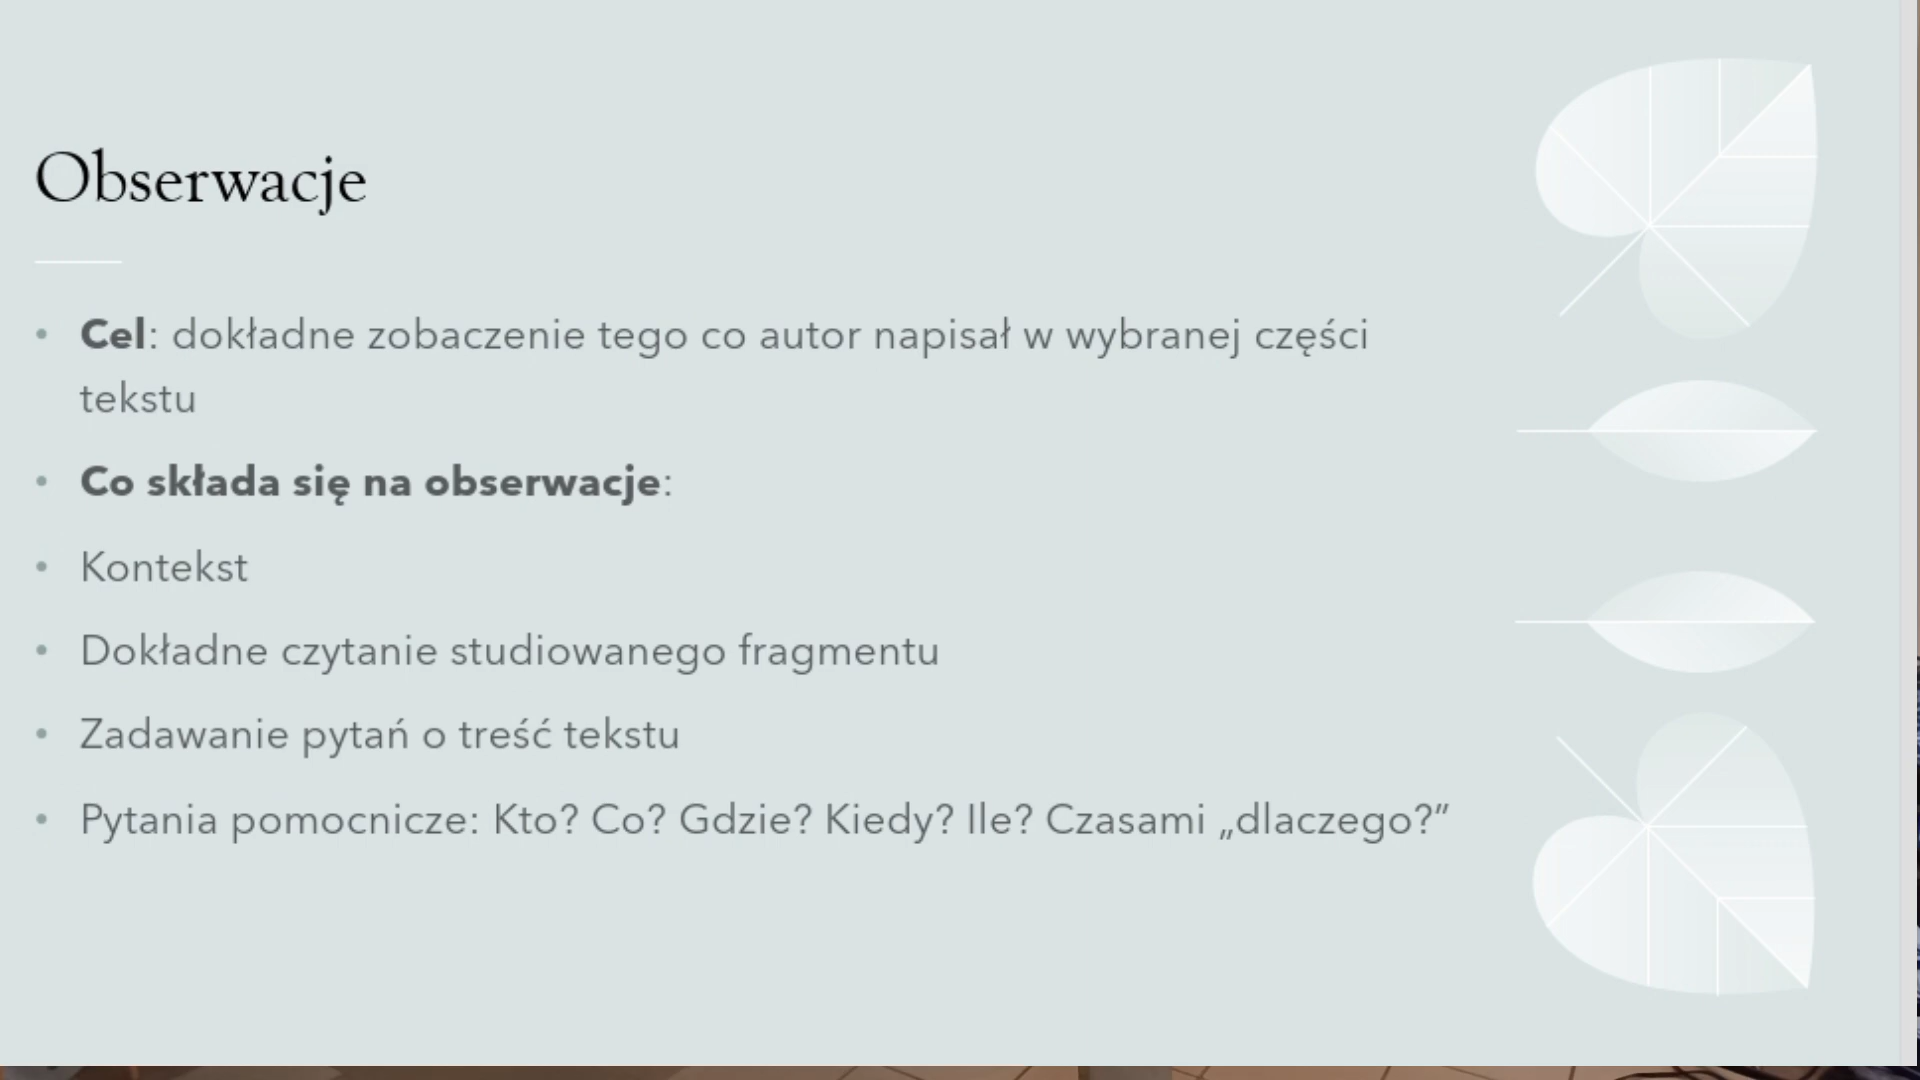 Obserwacje
• Cel: dokładne zobaczenie tego co autor napisał w wybranej części
tekstu
• Co składa się na obserwacje:
• Kontekst
• Dokładne czytanie studiowanego fragmentu
• Zadawanie pytań o treść tekstu
• Pytania pomocnicze: Kto? Co? Gdzie? Kiedy? Ile? Czasami „dlaczego?”